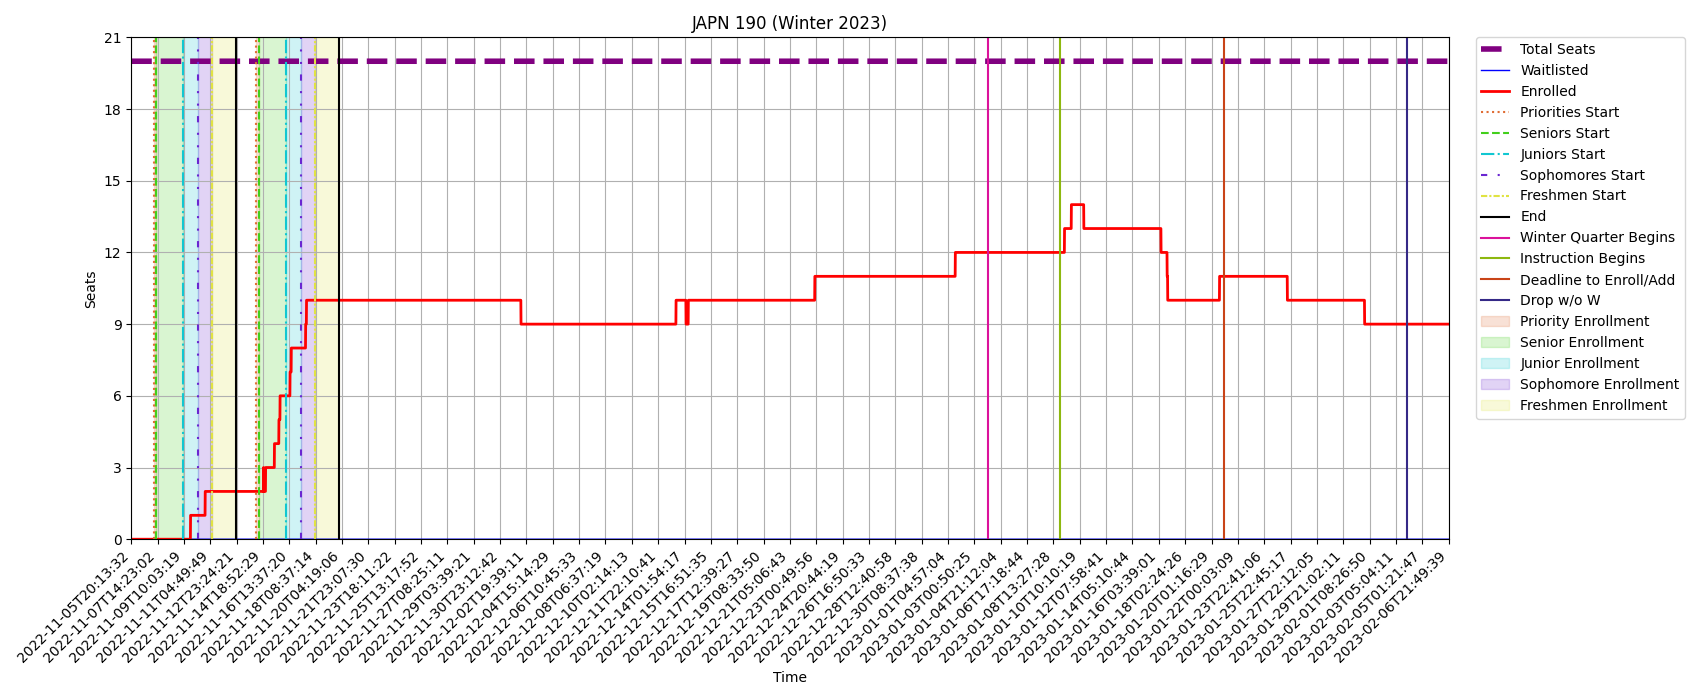 JAPN 190 (Winter 2023)
21
18
15
12
9
6
3
0
Seats
2022-11-05T20:13:32
2022-11-07T14:23:02
2022-11-09T10:03:19
2022-11-11T04:49:49
2022-11-12T23:24:21
2022-11-14T18:52:29
2022-11-16T13:37:20
2022-11-18T08:37:14
2022-11-20T04:19:06
2022-11-21T23:07:30
2022-11-23T18:11:22
2022-11-25T13:17:52
2022-11-27T08:25:11
2022-11-29T03:39:21
2022-11-30T23:12:42
2022-12-02T19:39:11
2022-12-04T15:14:29
2022-12-06T10:45:33
2022-12-08T06:37:19
2022-12-10T02:14:13
2022-12-11T22:10:41
2022-12-14T01:54:17
2022-12-15T16:51:35
2022-12-17T12:39:27
2022-12-19T08:33:50
2022-12-21T05:06:43
2022-12-23T00:49:56
2022-12-24T20:44:19
2022-12-26T16:50:33
2022-12-28T12:40:58
2022-12-30T08:37:38
2023-01-01T04:57:04
2023-01-03T00:50:25
2023-01-04T21:12:04
2023-01-06T17:18:44
2023-01-08T13:27:28
2023-01-10T10:10:19
2023-01-12T07:58:41
2023-01-14T05:10:44
2023-01-16T03:39:01
2023-01-18T02:24:26
2023-01-20T01:16:29
2023-01-22T00:03:09
2023-01-23T22:41:06
2023-01-25T22:45:17
2023-01-27T22:12:05
2023-01-29T21:02:11
2023-02-01T08:26:50
2023-02-03T05:04:11
2023-02-05T01:21:47
2023-02-06T21:49:39
Time
Total Seats
Waitlisted
Enrolled
Priorities Start
Seniors Start
Juniors Start
Sophomores Start
Freshmen Start
End
Winter Quarter Begins
Instruction Begins
Deadline to Enroll/Add
Drop w/o W
Priority Enrollment
Senior Enrollment
Junior Enrollment
Sophomore Enrollment
Freshmen Enrollment